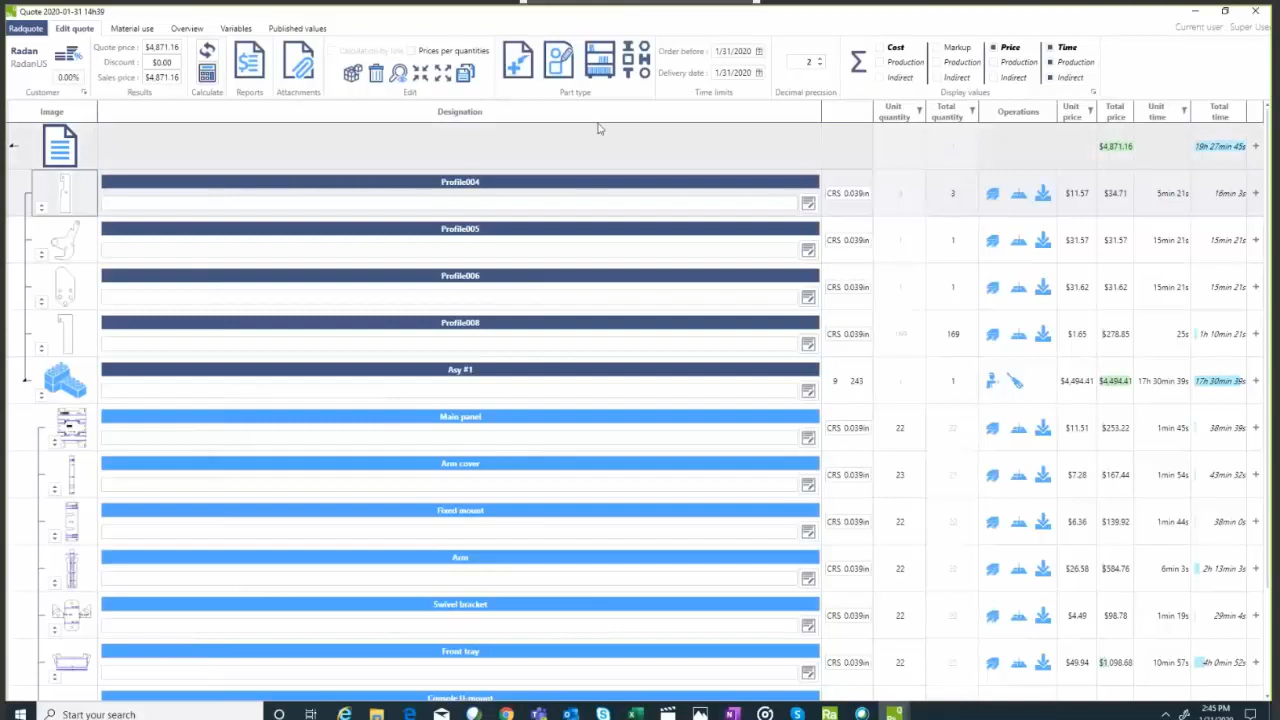 Quote 2020-01-31 14h39
Current user Super Use
Radquote Edit quote Material use Overview Variables Published values
Radan
RadanUS
0.00%
Customer
Quote price : $4,871.16
Discount : $0.00
Sales price : $4,871.16
Results
Calculate
Reports
Attachments
Calculation by line Prices per quantities
Edit
Part type
Order before : 1/31/2020
Delivery date : 1/31/2020
Time limits
2
Decimal precision
Cost Markup Price Time
Production Production Production Production
Indirect Indirect Indirect Indirect
Display values
Image Designation Unit quantity Total quantity Operations Unit price Total price Unit time Total time
$4,871.16 18h 27min 45s
Profile004
CRS 0.039in 3 $11.57 $34.71 5min 21s 16min 3s
Profile005
CRS 0.039in 1 $31.57 $31.57 15min 21s 15min 21s
Profile006
CRS 0.039in 1 $31.62 $31.62 15min 21s 15min 21s
Profile008
CRS 0.039in 169 $1.65 $278.85 25s 1h 10min 21s
Asy #1
9 243 1 $4,494.41 $4,494.41 17h 30min 39s 17h 30min 39s
Main panel
CRS 0.039in 22 $11.51 $253.22 1min 45s 38min 39s
Arm cover
CRS 0.039in 23 $7.28 $167.44 1min 54s 43min 32s
Fixed mount
CRS 0.039in 22 $6.36 $139.92 1min 44s 38min 0s
Arm
CRS 0.039in 22 $26.58 $584.76 6min 3s 2h 13min 3s
Swivel bracket
CRS 0.039in 22 $4.49 $98.78 1min 19s 29min 4s
Front tray
CRS 0.039in 22 $49.94 $1,098.68 10min 57s 4h 0min 52s
Console U-mount
Start your search
2:45 PM